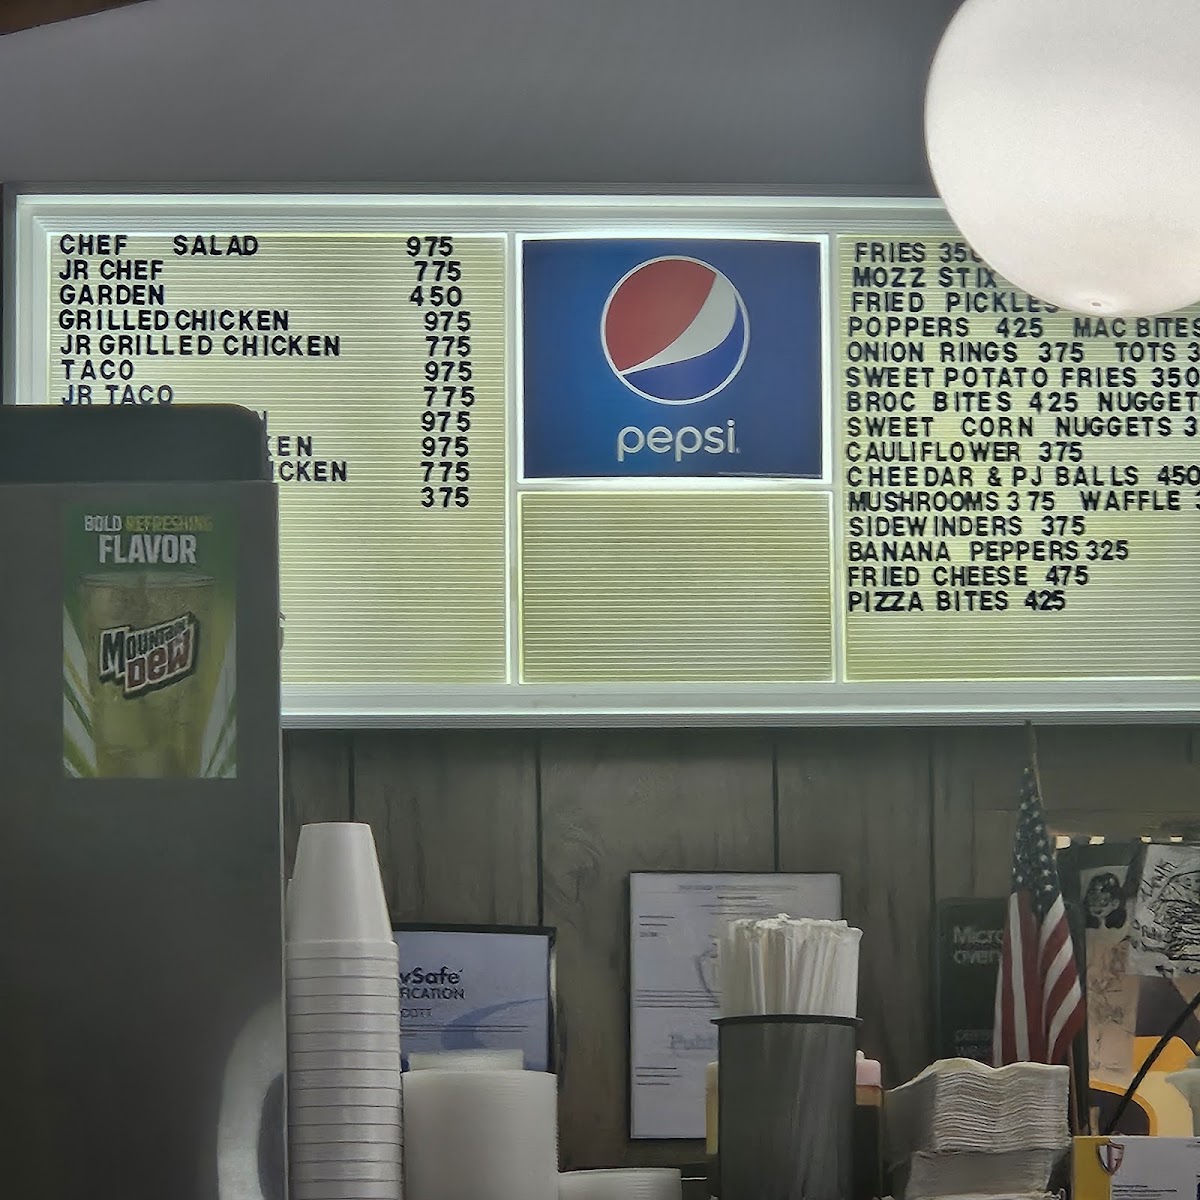 CHEF SALAD 975
JR CHEF 775
GARDEN 450
GRILLED CHICKEN 975
JR GRILLED CHICKEN 775
TACO 975
JR TACO 775
975
975
775
375
pepsi
FRIES
MOZZ STIX
FRIED PICKLES
POPPERS 425 MAC BITES
ONION RINGS 375 TOTS
SWEET POTATO FRIES 350
BROC BITES 425
SWEET CORN NUGGETS
CAULIFLOWER 375
CHEEDAR & PJ BALLS 450
MUSHROOMS 375 WAFFLE
SIDEWINDERS 375
BANANA PEPPERS 325
FRIED CHEESE 475
PIZZA BITES 425
BOLD REFRESHING
FLAVOR
MOUNTAIN
DEW